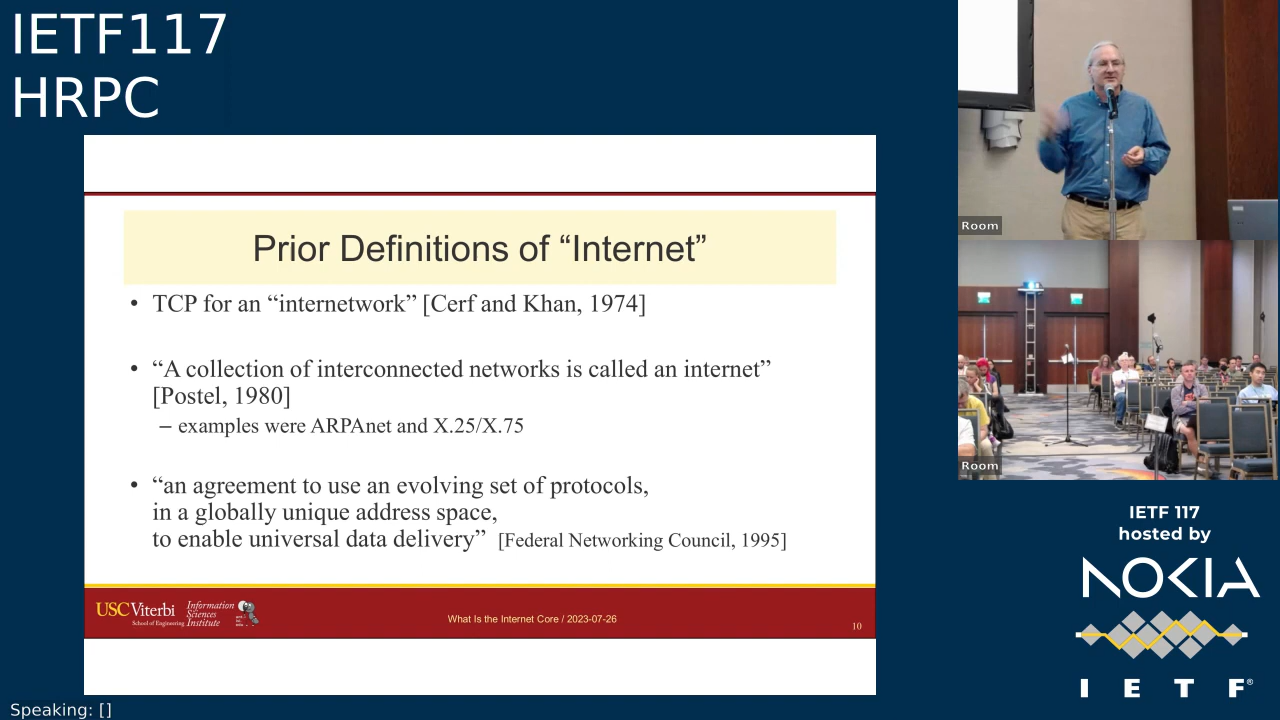 IETF117
HRPC
Prior Definitions of “Internet”
• TCP for an “internetwork” [Cerf and Khan, 1974]
• “A collection of interconnected networks is called an internet”
[Postel, 1980]
– examples were ARPAnet and X.25/X.75
• “an agreement to use an evolving set of protocols,
in a globally unique address space,
to enable universal data delivery” [Federal Networking Council, 1995]
USC Viterbi
School of Engineering
Information
Sciences
Institute
What Is the Internet Core / 2023-07-26
10
Room
Room
IETF 117
hosted by
NOKIA
I E T F®
Speaking: []